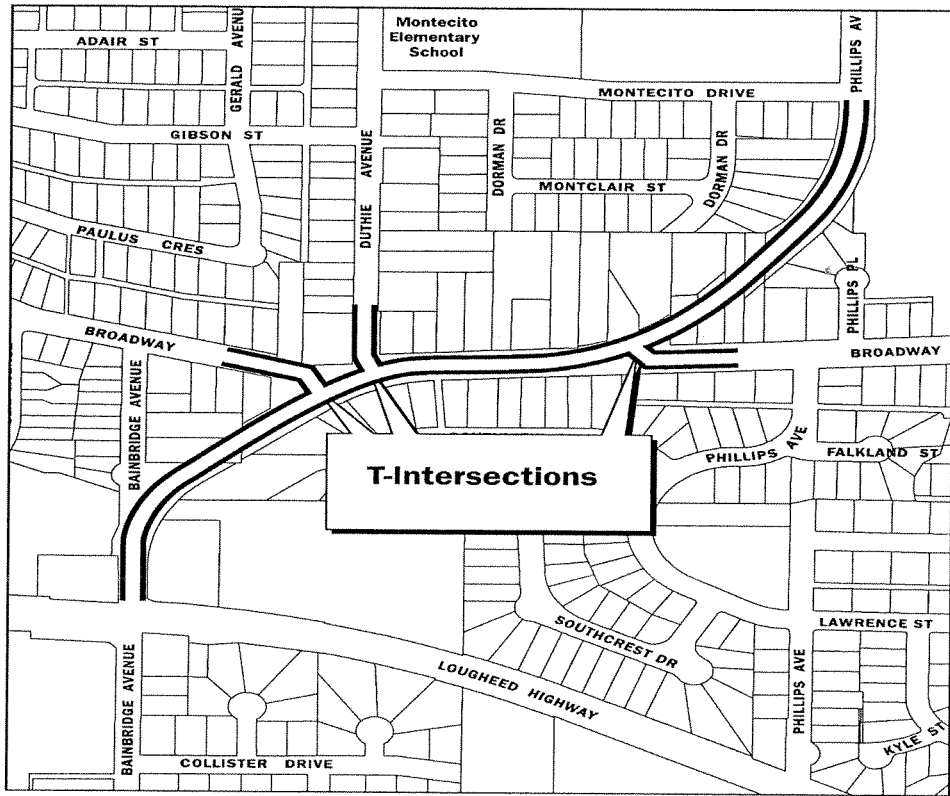 Montecito
Elementary
School
PHILLIPS AV
ADAIR ST
GERALD AVENU
MONTECITO DRIVE
GIBSON ST
DUTHIE AVENUE
DORMAN DR
DORMAN DR
MONTCLAIR ST
PAULUS CRES
PHILLIPS PL
BROADWAY
BROADWAY
BAINBRIDGE AVENUE
T-Intersections
PHILLIPS AVE
FALKLAND ST
SOUTHCREST DR
LAWRENCE ST
LOUGHEED HIGHWAY
BAINBRIDGE AVENUE
PHILLIPS AVE
KYLE ST
COLLISTER DRIVE